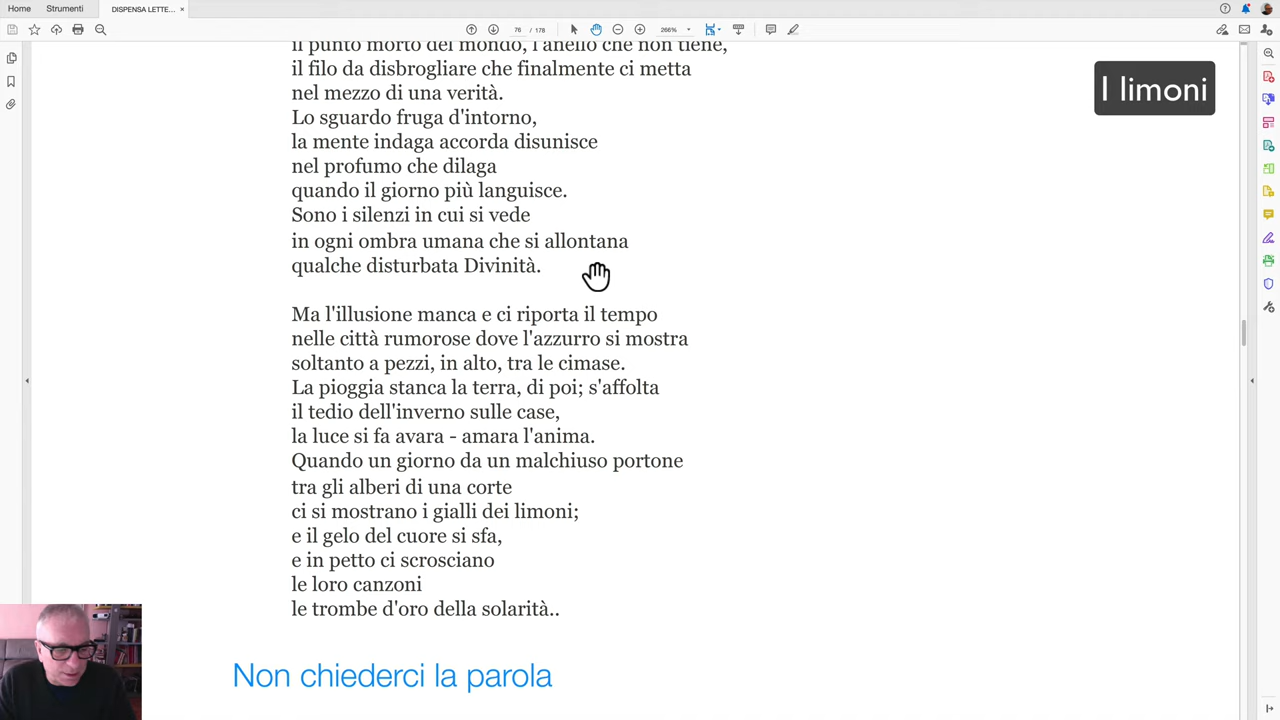 Home
Strumenti
DISPENSA LETTE...
×
76 / 178
266%
I limoni
il punto morto del mondo, l'anello che non tiene,
il filo da disbrogliare che finalmente ci metta
nel mezzo di una verità.
Lo sguardo fruga d'intorno,
la mente indaga accorda disunisce
nel profumo che dilaga
quando il giorno più languisce.
Sono i silenzi in cui si vede
in ogni ombra umana che si allontana
qualche disturbata Divinità.
Ma l'illusione manca e ci riporta il tempo
nelle città rumorose dove l'azzurro si mostra
soltanto a pezzi, in alto, tra le cimase.
La pioggia stanca la terra, di poi; s'affolta
il tedio dell'inverno sulle case,
la luce si fa avara - amara l'anima.
Quando un giorno da un malchiuso portone
tra gli alberi di una corte
ci si mostrano i gialli dei limoni;
e il gelo del cuore si sfa,
e in petto ci scrosciano
le loro canzoni
le trombe d'oro della solarità..
Non chiederci la parola